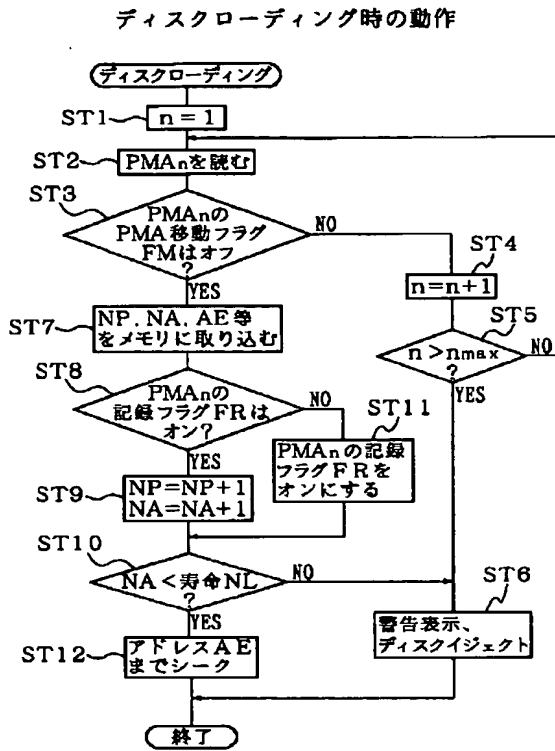 ディスクローディング時の動作
ディスクローディング
ST1
n=1
ST2
PMAnを読む
ST3
PMAnの
PMA移動フラグ
FMはオフ
?
NO
YES
ST4
n=n+1
ST5
n>nmax
?
NO
YES
ST7
NP、NA、AE等
をメモリに取り込む
ST8
PMAnの
記録フラグFRは
オン?
NO
YES
ST11
PMAnの記録
フラグFRを
オンにする
ST9
NP=NP+1
NA=NA+1
ST10
NA<寿命NL
?
NO
YES
ST6
警告表示、
ディスクイジェクト
ST12
アドレスAE
までシーク
終了